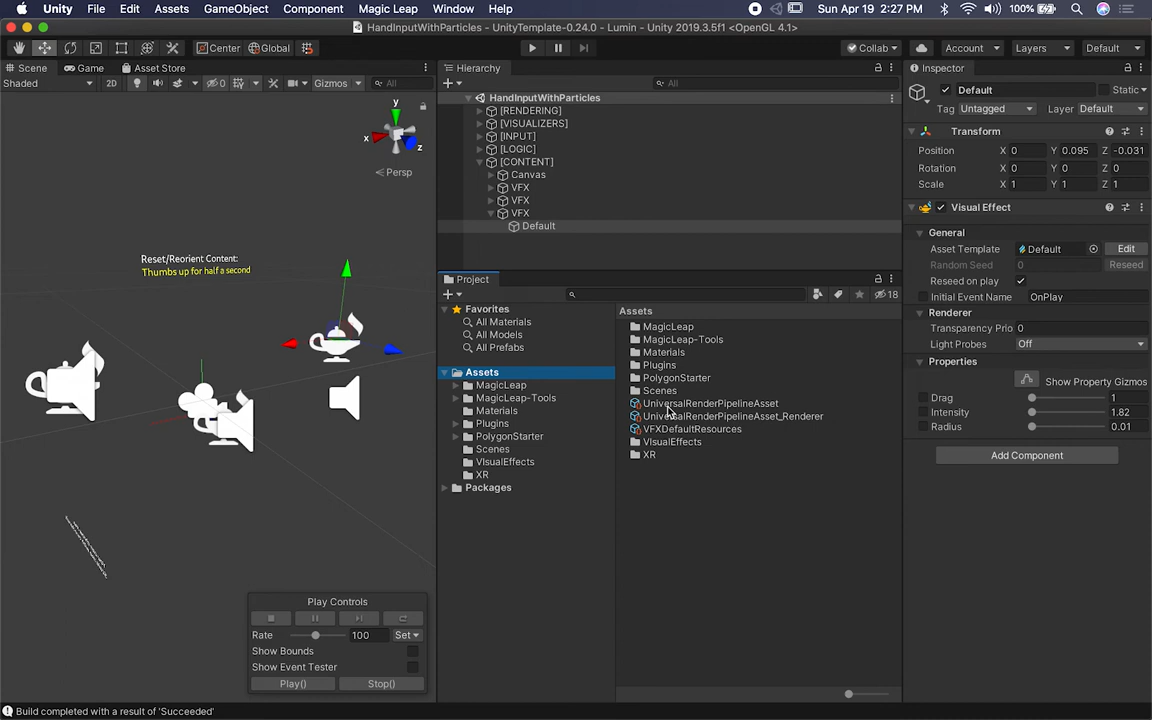 Unity File Edit Assets GameObject Component Magic Leap Window Help 100% Sun Apr 19 2:27 PM
HandInputWithParticles - UnityTemplate-0.24.0 - Lumin - Unity 2019.3.5f1 <OpenGL 4.1>
Center Global Collab Account Layers Default
Scene Game Asset Store
Shaded 2D 0 Gizmos All
y
x
z
Persp
Reset/Reorient Content:
Thumbs up for half a second
Play Controls
Rate 100 Set
Show Bounds
Show Event Tester
Play() Stop()
Hierarchy
All
HandInputWithParticles
[RENDERING]
[VISUALIZERS]
[INPUT]
[LOGIC]
[CONTENT]
Canvas
VFX
VFX
VFX
Default
Project
18
Favorites
All Materials
All Models
All Prefabs
Assets
MagicLeap
MagicLeap-Tools
Materials
Plugins
PolygonStarter
Scenes
VIsualEffects
XR
Packages
Assets
MagicLeap
MagicLeap-Tools
Materials
Plugins
PolygonStarter
Scenes
UniversalRenderPipelineAsset
UniversalRenderPipelineAsset_Renderer
VFXDefaultResources
VIsualEffects
XR
Inspector
Default Static
Tag Untagged Layer Default
Transform
Position X 0 Y 0.095 Z -0.031
Rotation X 0 Y 0 Z 0
Scale X 1 Y 1 Z 1
Visual Effect
General
Asset Template Default Edit
Random Seed 0 Reseed
Reseed on play
Initial Event Name OnPlay
Renderer
Transparency Prio 0
Light Probes Off
Properties
Show Property Gizmos
Drag 1
Intensity 1.82
Radius 0.01
Add Component
Build completed with a result of 'Succeeded'